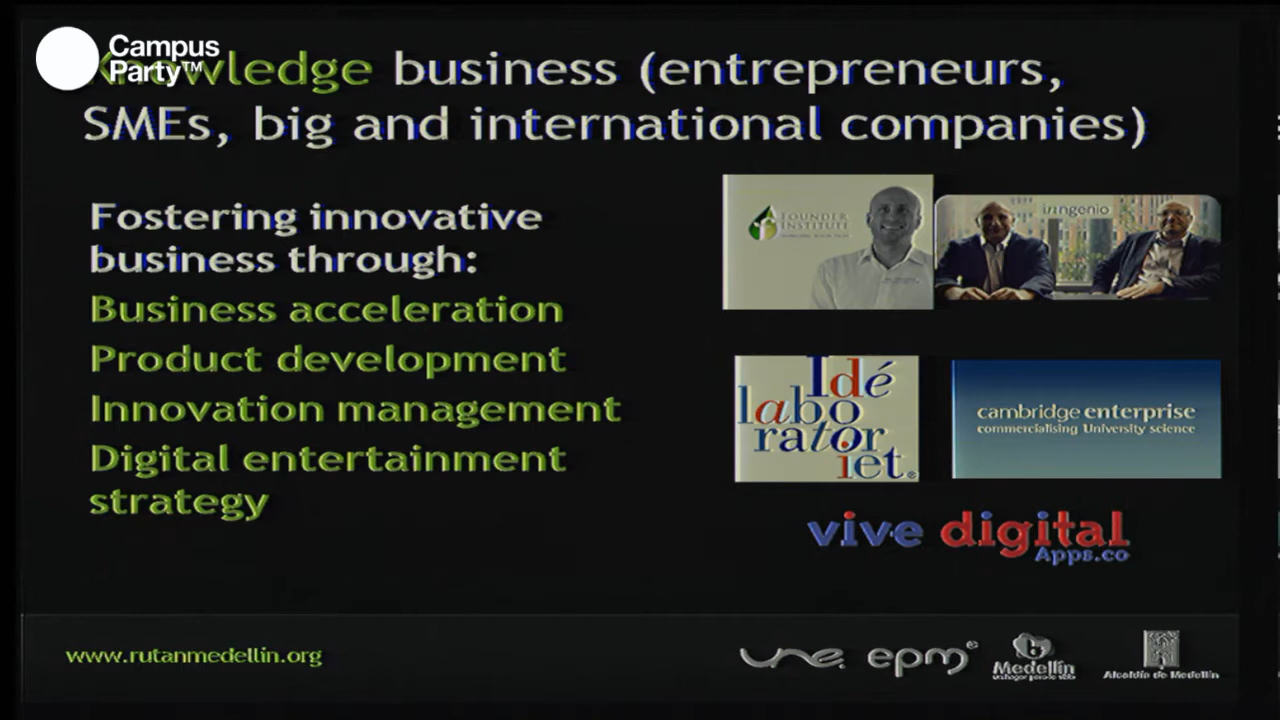 Campus
Party™
Knowledge business (entrepreneurs,
SMEs, big and international companies)
Fostering innovative
business through:
Business acceleration
Product development
Innovation management
Digital entertainment
strategy
FOUNDER
INSTITUTE
inngenio
Idé
labo
rator
iet.®
cambridge enterprise
commercialising University science
vive digital
Apps.co
www.rutanmedellin.org
une epm®
Medellín
Alcaldía de Medellín